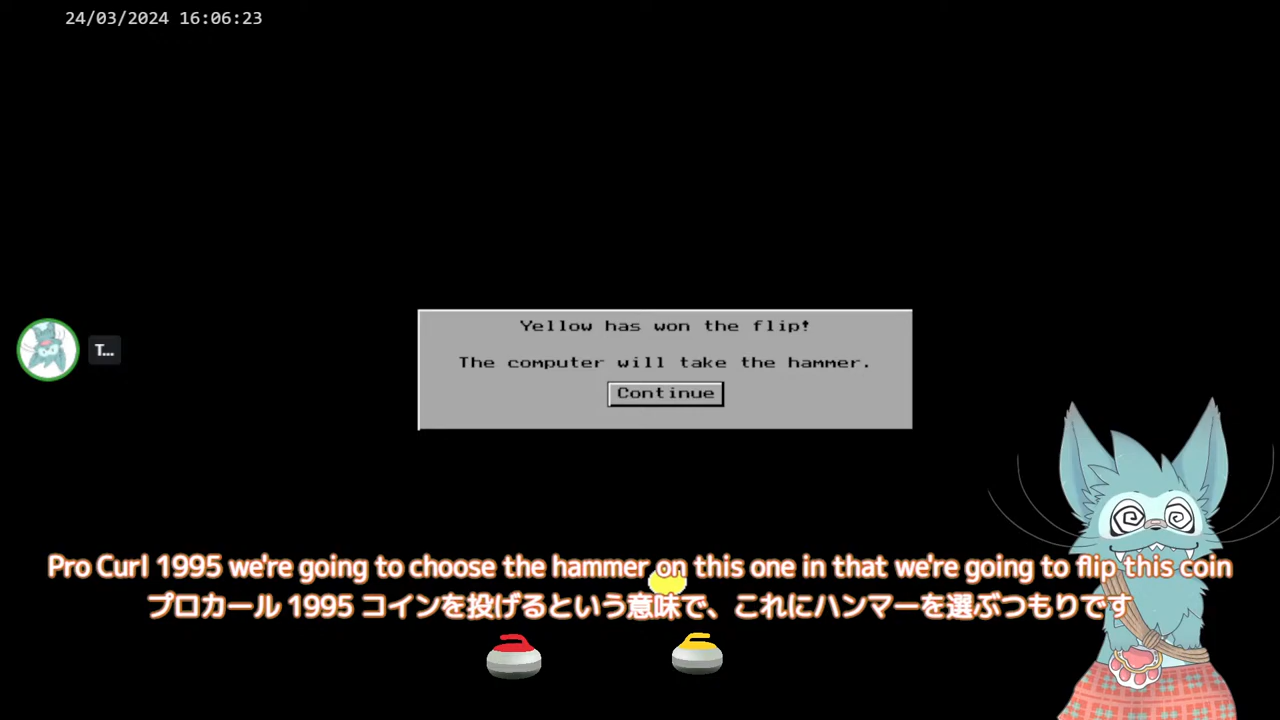 24/03/2024 16:06:23
Yellow has won the flip!
The computer will take the hammer.
Continue
T...
Pro Curl 1995 we're going to choose the hammer on this one in that we're going to flip this coin
プロカール 1995 コインを投げるという意味で、これにハンマーを選ぶつもりです